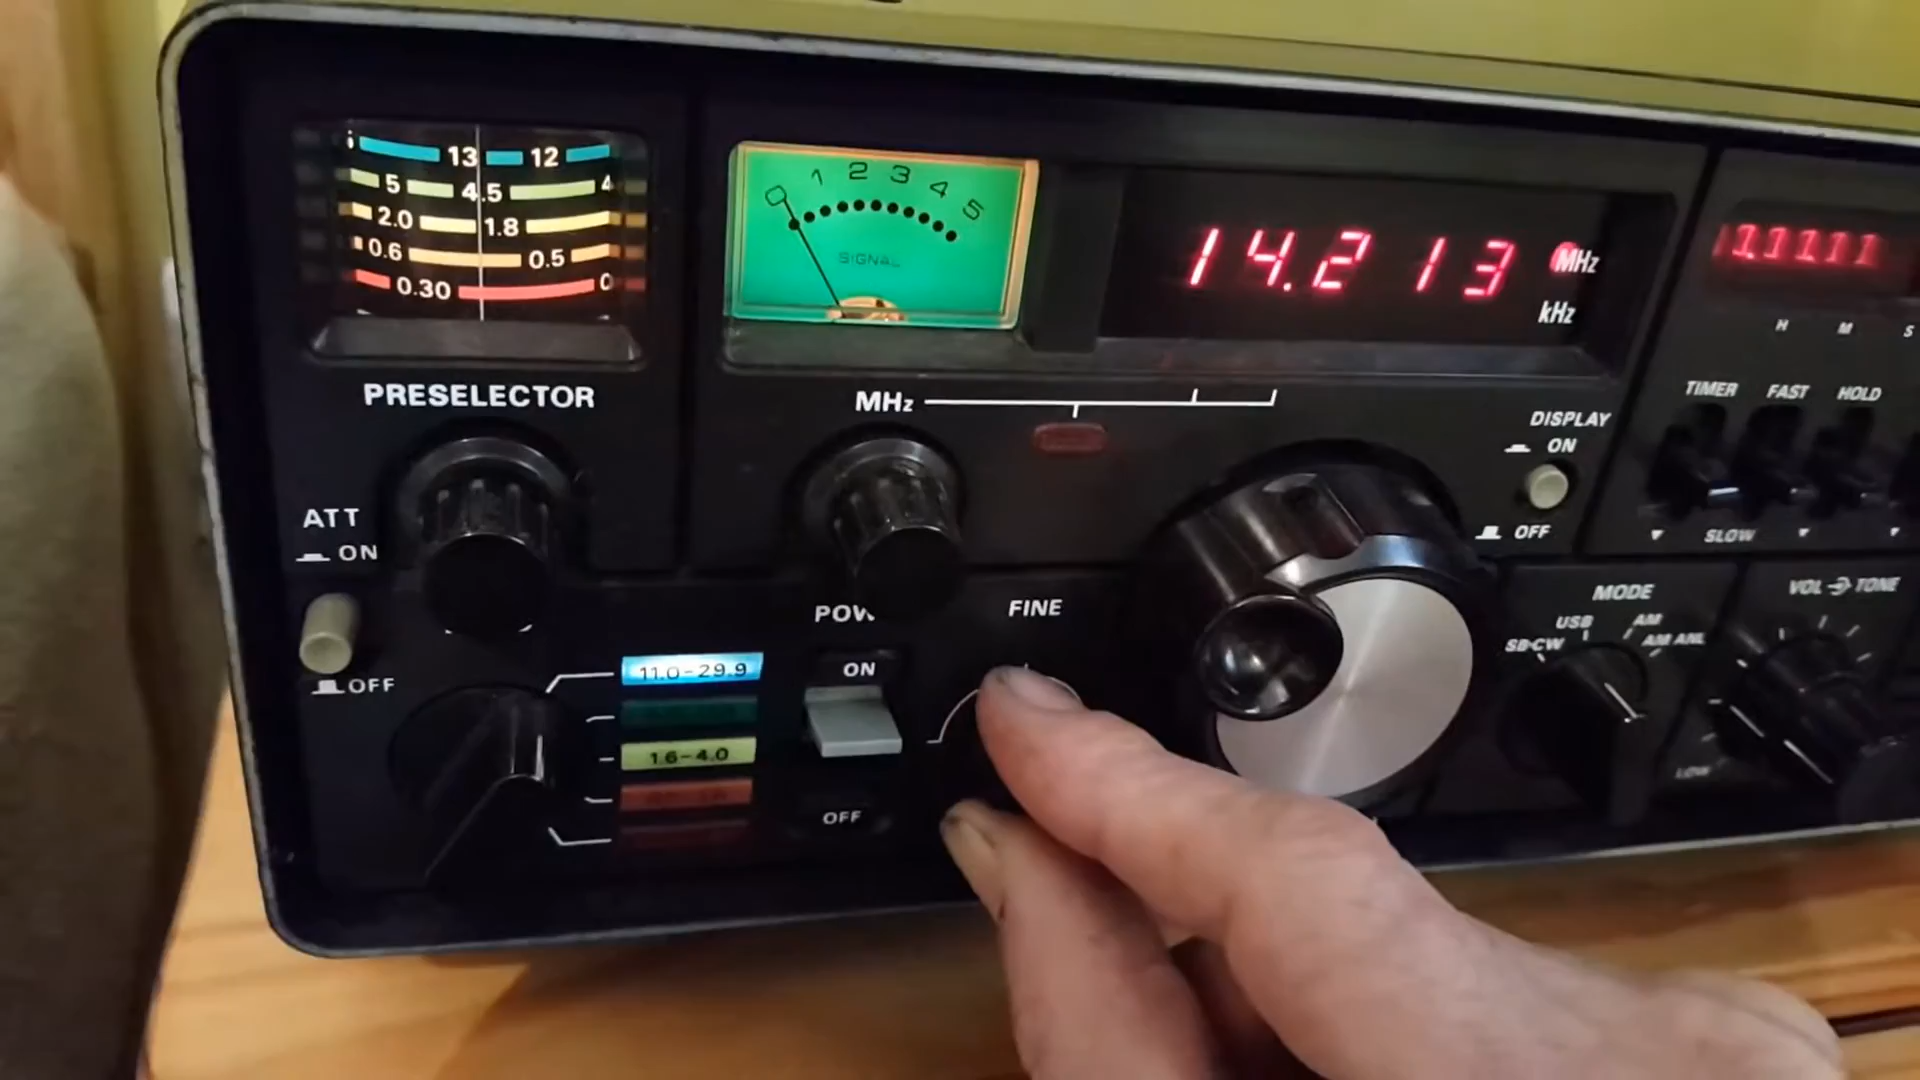 13 12
5 4.5 4
2.0 1.8
0.6 0.5
0.30 0
0 1 2 3 4 5
SIGNAL
14.213 MHz
kHz
H M S
PRESELECTOR
MHz
DISPLAY
ON
OFF
TIMER FAST HOLD
SLOW
ATT
ON
OFF
11.0-29.9
1.6-4.0
POW
ON
OFF
FINE
MODE
SB·CW USB AM AM ANL
VOL TONE
LOW